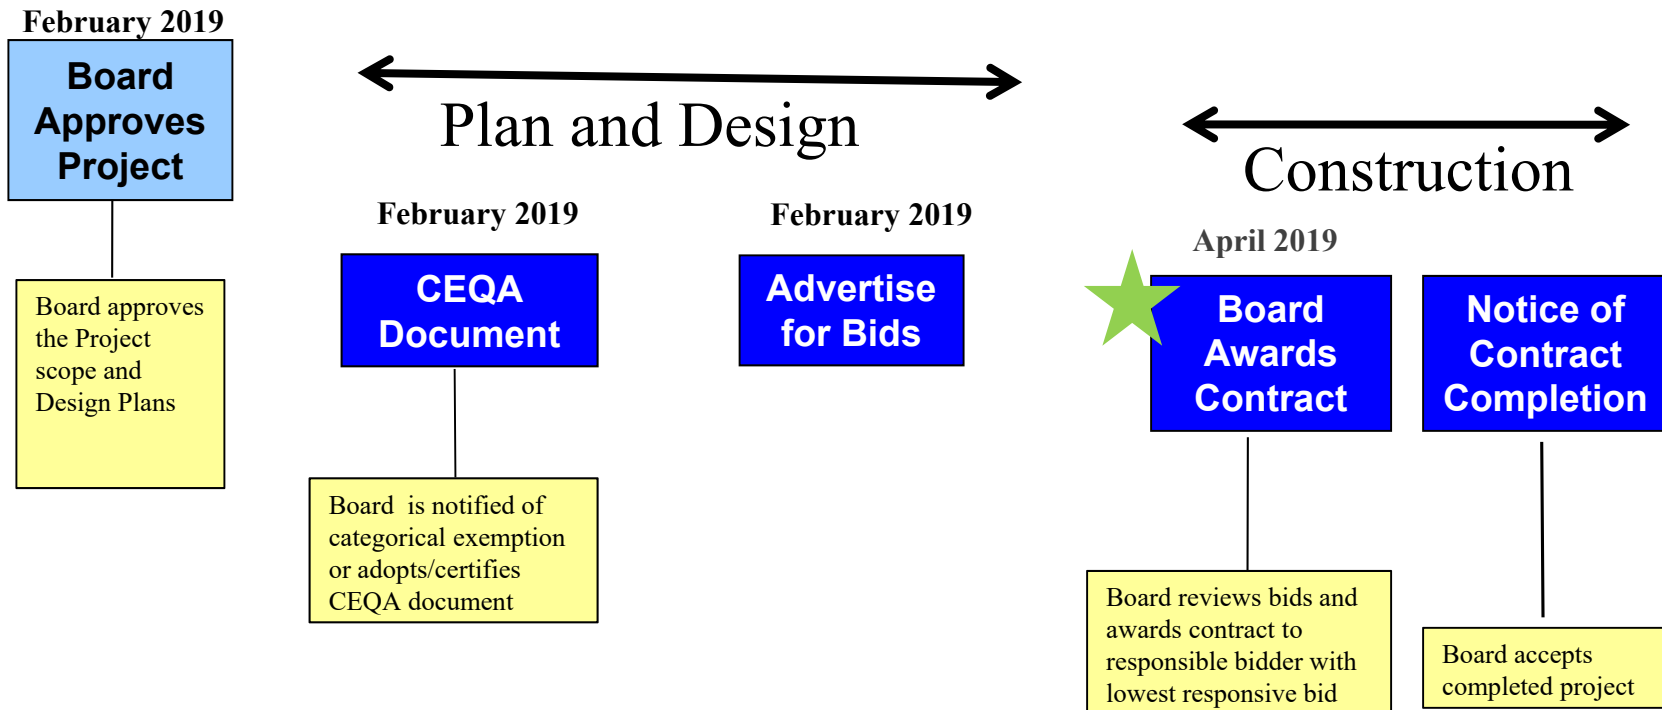 February 2019
Board
Approves
Project
Board approves
the Project
scope and
Design Plans
Plan and Design
February 2019
CEQA
Document
Board is notified of
categorical exemption
or adopts/certifies
CEQA document
February 2019
Advertise
for Bids
Construction
April 2019
Board
Awards
Contract
Board reviews bids and
awards contract to
responsible bidder with
lowest responsive bid
Notice of
Contract
Completion
Board accepts
completed project